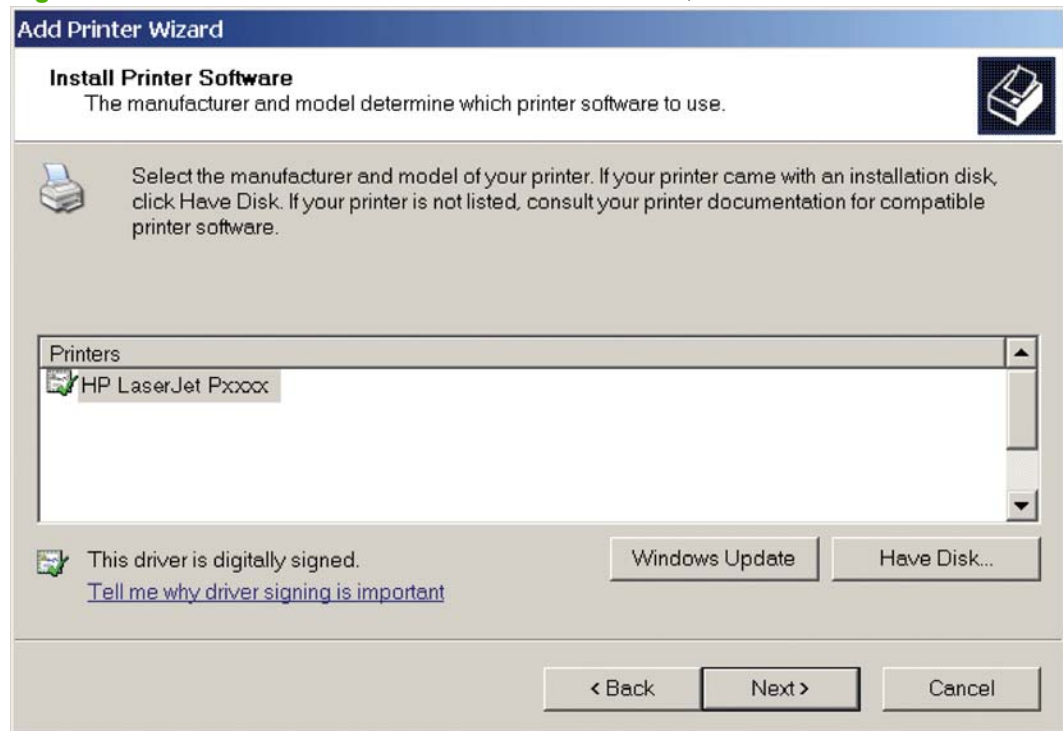 Add Printer Wizard
Install Printer Software
The manufacturer and model determine which printer software to use.
Select the manufacturer and model of your printer. If your printer came with an installation disk,
click Have Disk. If your printer is not listed, consult your printer documentation for compatible
printer software.
Printers
HP LaserJet Pxxxx
This driver is digitally signed.
Tell me why driver signing is important
Windows Update
Have Disk...
< Back
Next >
Cancel